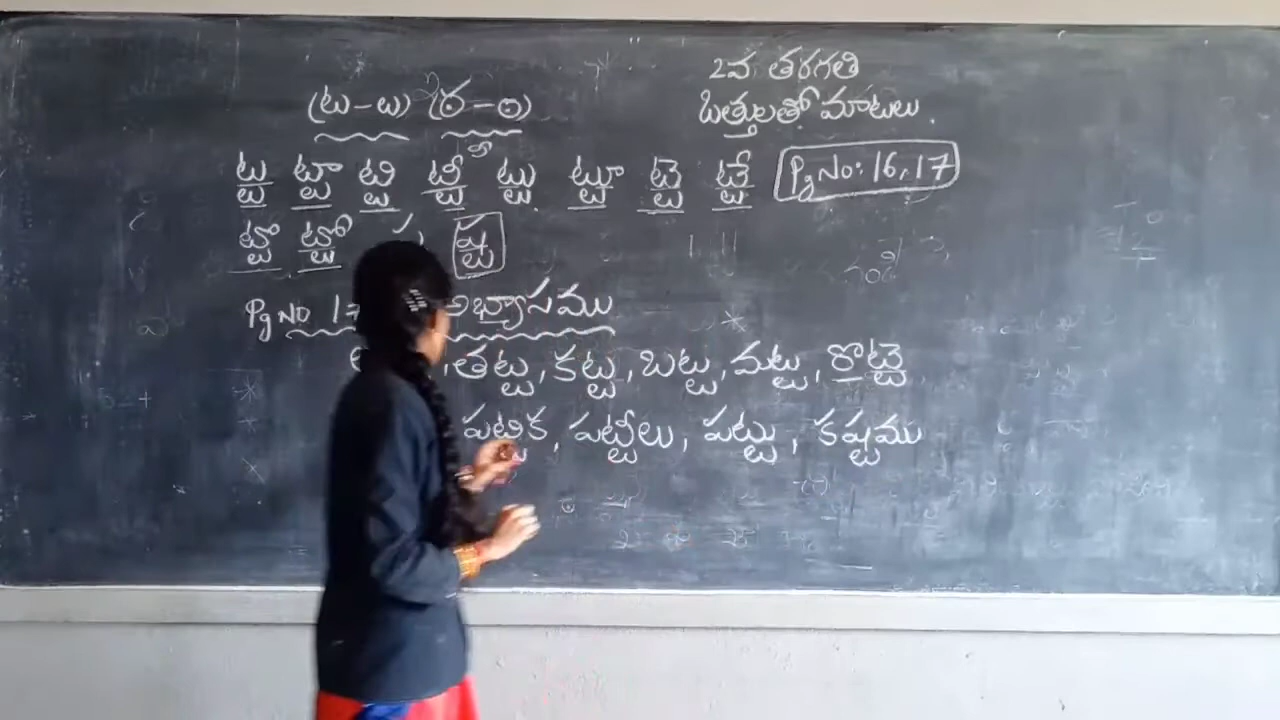 2వ తరగతి
ఒత్తులతో మాటలు.
(టు-టు) (ర-o)
ట్ట ట్టా ట్టి ట్టీ ట్టు ట్టూ ట్టె ట్టే Pg No: 16,17
ట్టొ ట్టో ష్ట
Pg No 17 అభ్యాసము
, తట్ట, కట్ట, బట్ట, మట్టు, రొట్టె
పట్టిక, పట్టీలు, పట్టు, కష్టము